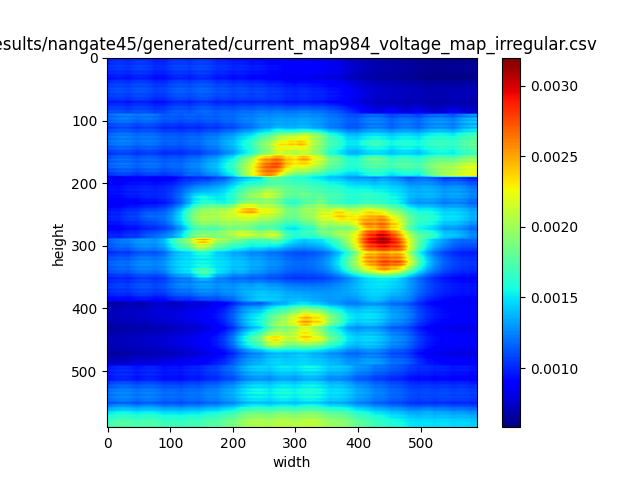 esults/nangate45/generated/current_map984_voltage_map_irregular.csv
0
100
200
300
400
500
height
0 100 200 300 400 500
width
0.0030
0.0025
0.0020
0.0015
0.0010